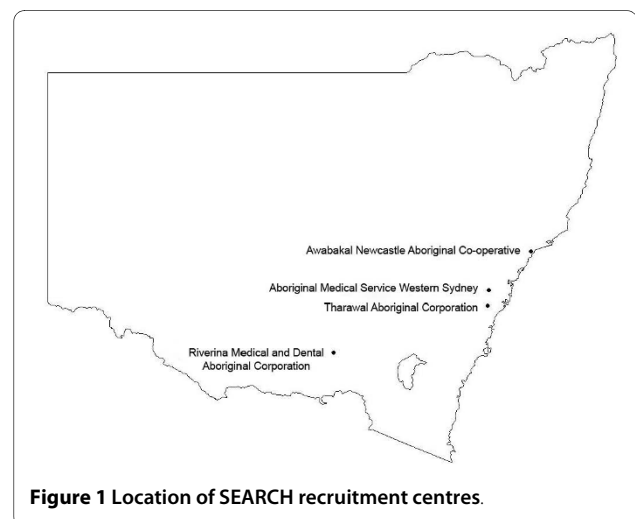 Awabakal Newcastle Aboriginal Co-operative
Aboriginal Medical Service Western Sydney
Tharawal Aboriginal Corporation
Riverina Medical and Dental
Aboriginal Corporation
Figure 1 Location of SEARCH recruitment centres.